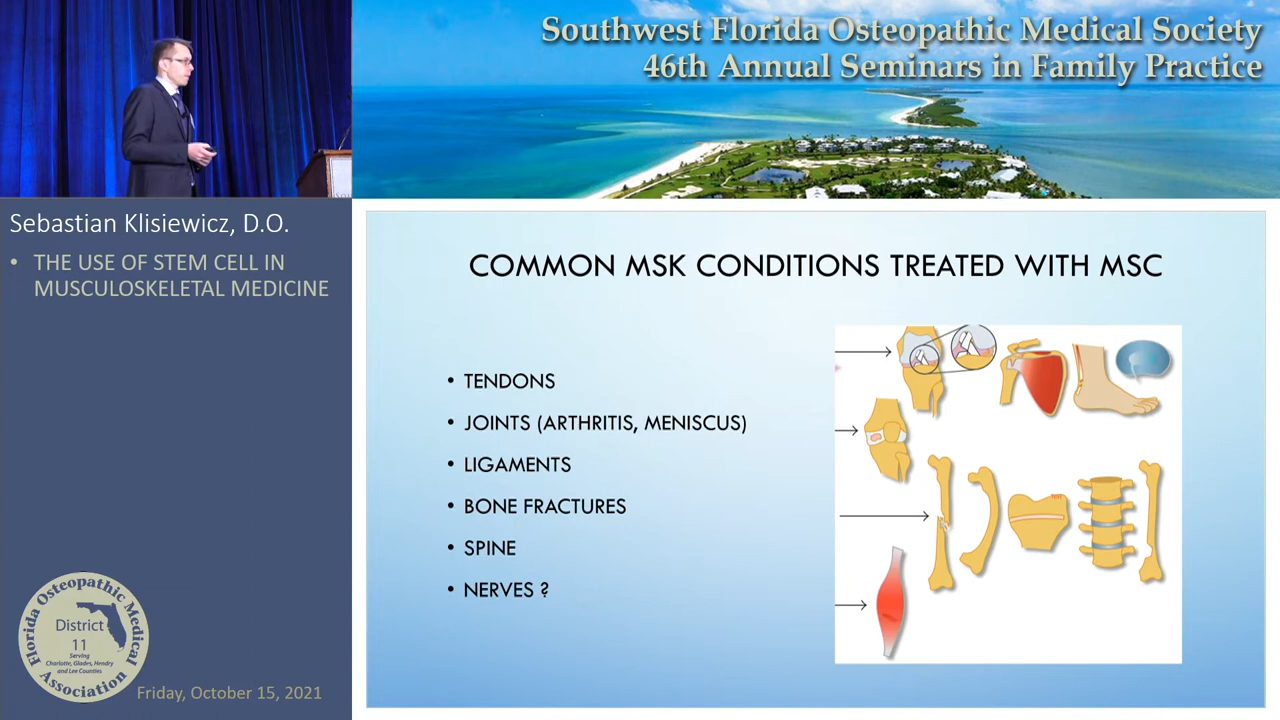 Southwest Florida Osteopathic Medical Society
46th Annual Seminars in Family Practice
Sebastian Klisiewicz, D.O.
• THE USE OF STEM CELL IN
MUSCULOSKELETAL MEDICINE
COMMON MSK CONDITIONS TREATED WITH MSC
• TENDONS
• JOINTS (ARTHRITIS, MENISCUS)
• LIGAMENTS
• BONE FRACTURES
• SPINE
• NERVES ?
Florida Osteopathic Medical
Association
District
11
Serving
Charlotte, Glades, Hendry
and Lee Counties
Friday, October 15, 2021